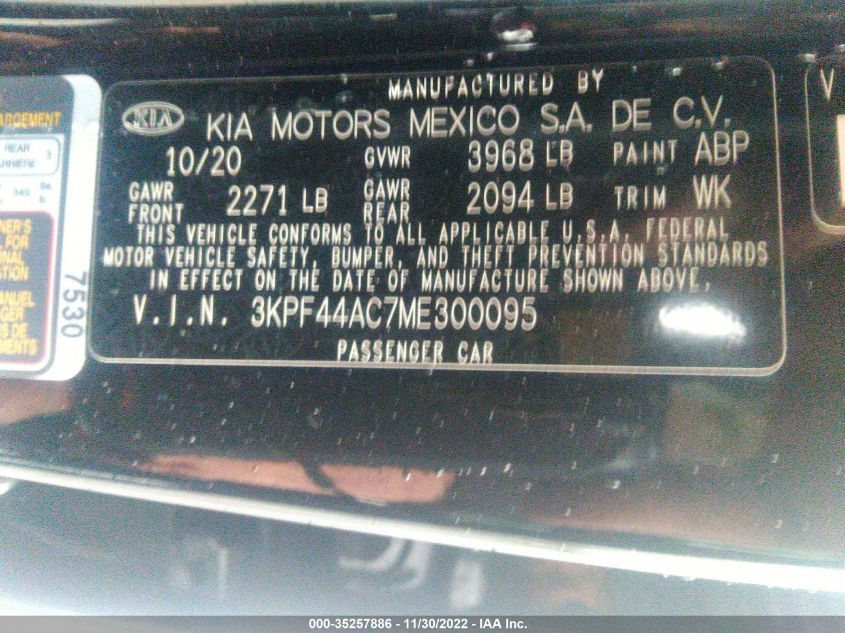 MANUFACTURED BY
KIA KIA MOTORS MEXICO S.A. DE C.V.
10/20 GVWR 3968 LB PAINT ABP
GAWR FRONT 2271 LB GAWR REAR 2094 LB TRIM WK
THIS VEHICLE CONFORMS TO ALL APPLICABLE U.S.A. FEDERAL
MOTOR VEHICLE SAFETY, BUMPER, AND THEFT PREVENTION STANDARDS
IN EFFECT ON THE DATE OF MANUFACTURE SHOWN ABOVE.
V.I.N. 3KPF44AC7ME300095
PASSENGER CAR
REAR 3
7530
V
000-35257886 - 11/30/2022 - IAA Inc.